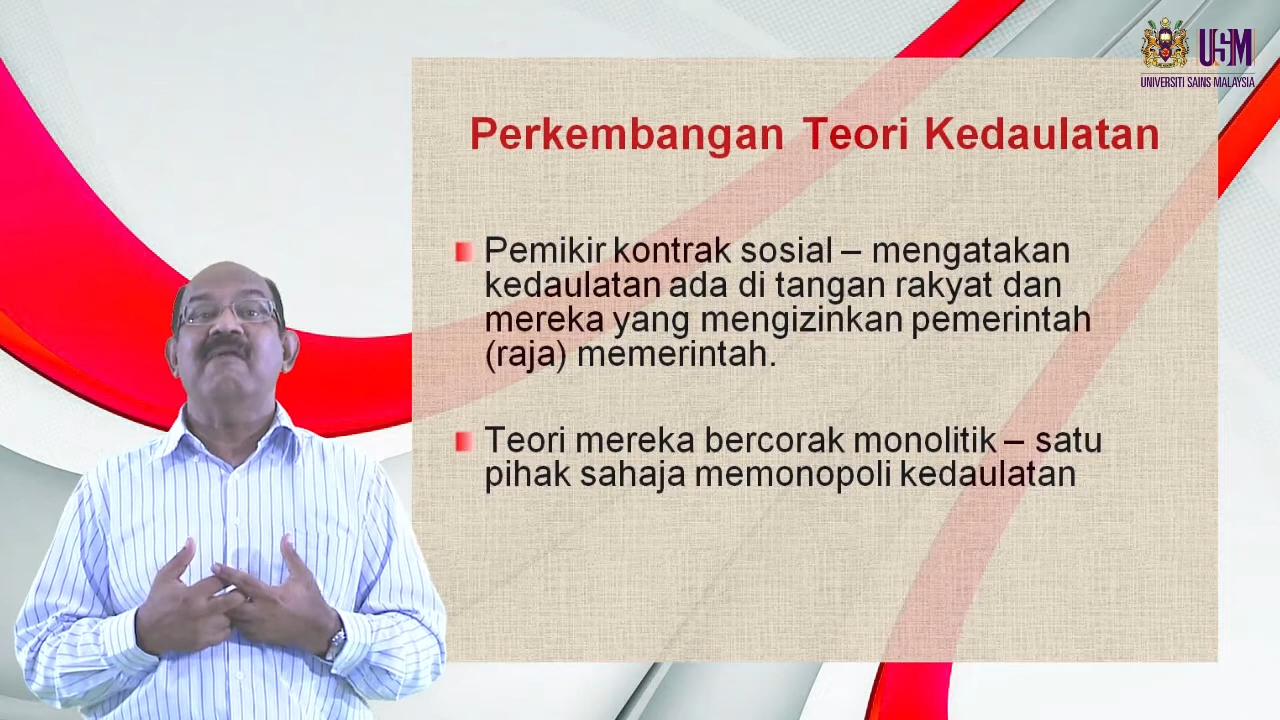 USM
UNIVERSITI SAINS MALAYSIA
Perkembangan Teori Kedaulatan
Pemikir kontrak sosial – mengatakan
kedaulatan ada di tangan rakyat dan
mereka yang mengizinkan pemerintah
(raja) memerintah.
Teori mereka bercorak monolitik – satu
pihak sahaja memonopoli kedaulatan